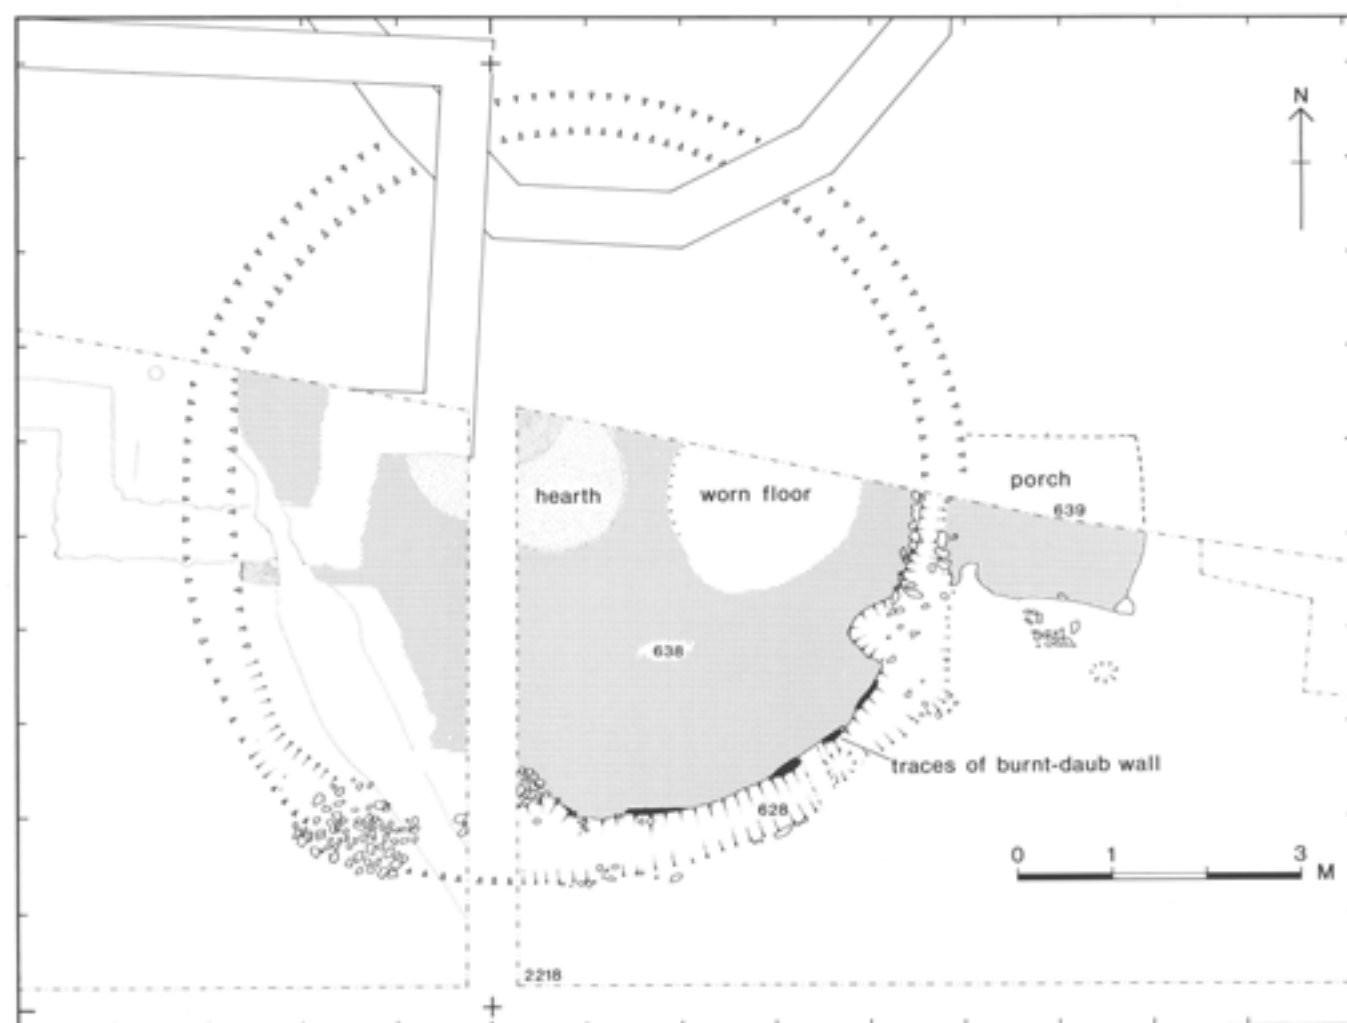 N
porch
639
hearth
worn floor
638
traces of burnt-daub wall
628
0 1 3 M
2218